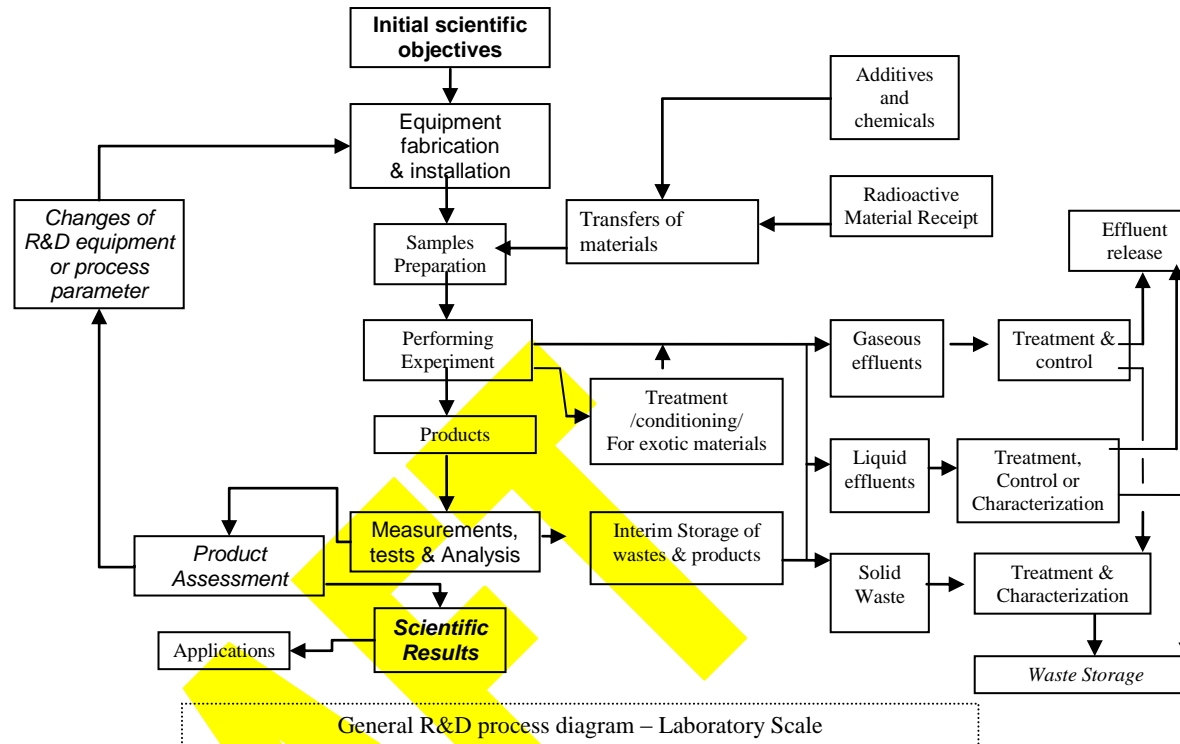 Initial scientific
objectives
Additives
and
chemicals
Equipment
fabrication
& installation
Changes of
R&D equipment
or process
parameter
Transfers of
materials
Radioactive
Material Receipt
Samples
Preparation
Effluent
release
Performing
Experiment
Gaseous
effluents
Treatment &
control
Treatment
/conditioning/
For exotic materials
Products
Liquid
effluents
Treatment,
Control or
Characterization
Measurements,
tests & Analysis
Interim Storage of
wastes & products
Product
Assessment
Solid
Waste
Treatment &
Characterization
Scientific
Results
Applications
Waste Storage
General R&D process diagram – Laboratory Scale